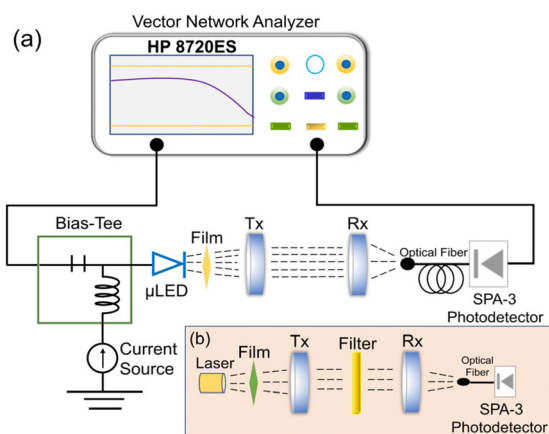 Vector Network Analyzer
(a)
HP 8720ES
Bias-Tee
Film
Tx
Rx
Optical Fiber
µLED
SPA-3
Photodetector
Current
Source
(b)
Laser
Film
Tx
Filter
Rx
Optical
Fiber
SPA-3
Photodetector